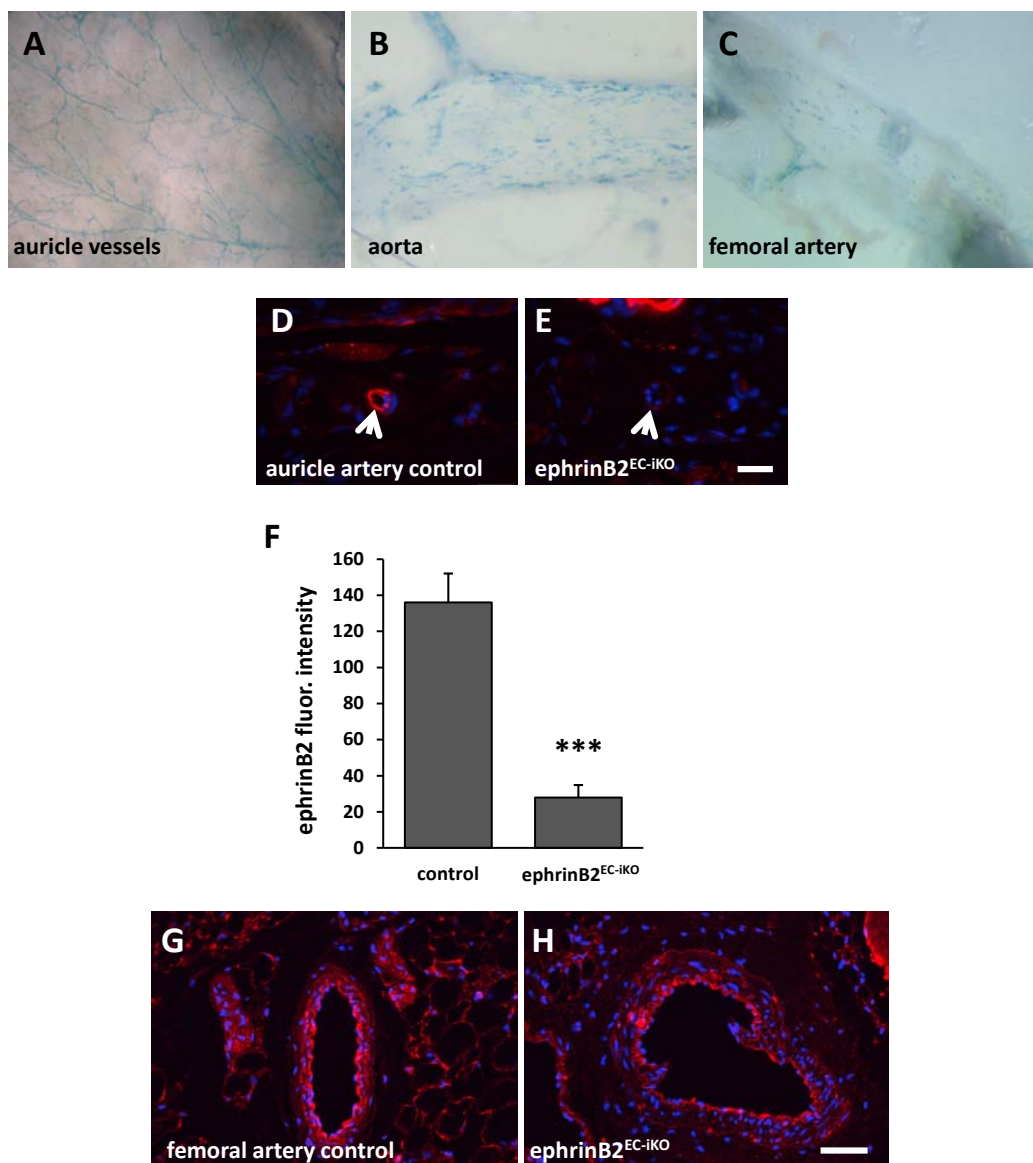 A
auricle vessels
B
aorta
C
femoral artery
D
auricle artery control
E
ephrinB2EC-iKO
F
ephrinB2 fluor. intensity
160
140
120
100
80
60
40
20
0
***
control
ephrinB2EC-iKO
G
femoral artery control
H
ephrinB2EC-iKO